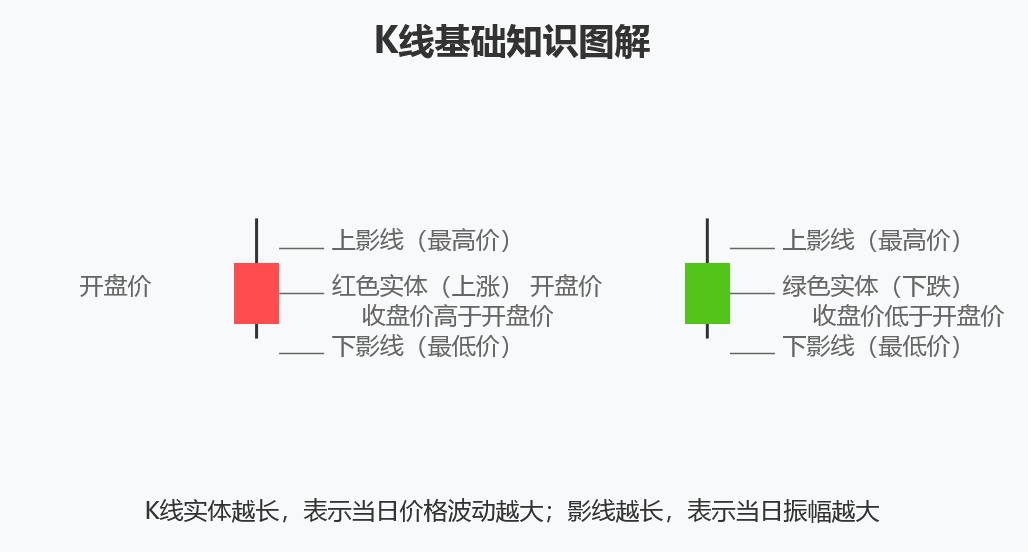 K线基础知识图解
上影线（最高价）
上影线（最高价）
开盘价
红色实体（上涨） 开盘价
绿色实体（下跌）
收盘价高于开盘价
收盘价低于开盘价
下影线（最低价）
下影线（最低价）
K线实体越长，表示当日价格波动越大；影线越长，表示当日振幅越大